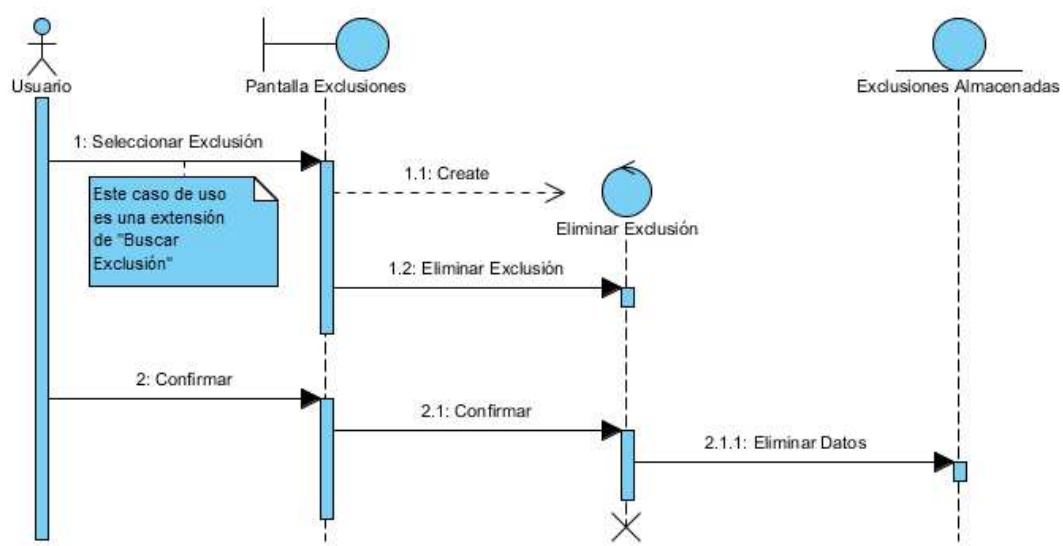 Usuario
Pantalla Exclusiones
Exclusiones Almacenadas
1: Seleccionar Exclusión
1.1: Create
Este caso de uso
es una extensión
de "Buscar
Exclusión"
Eliminar Exclusión
1.2: Eliminar Exclusión
2: Confirmar
2.1: Confirmar
2.1.1: Eliminar Datos